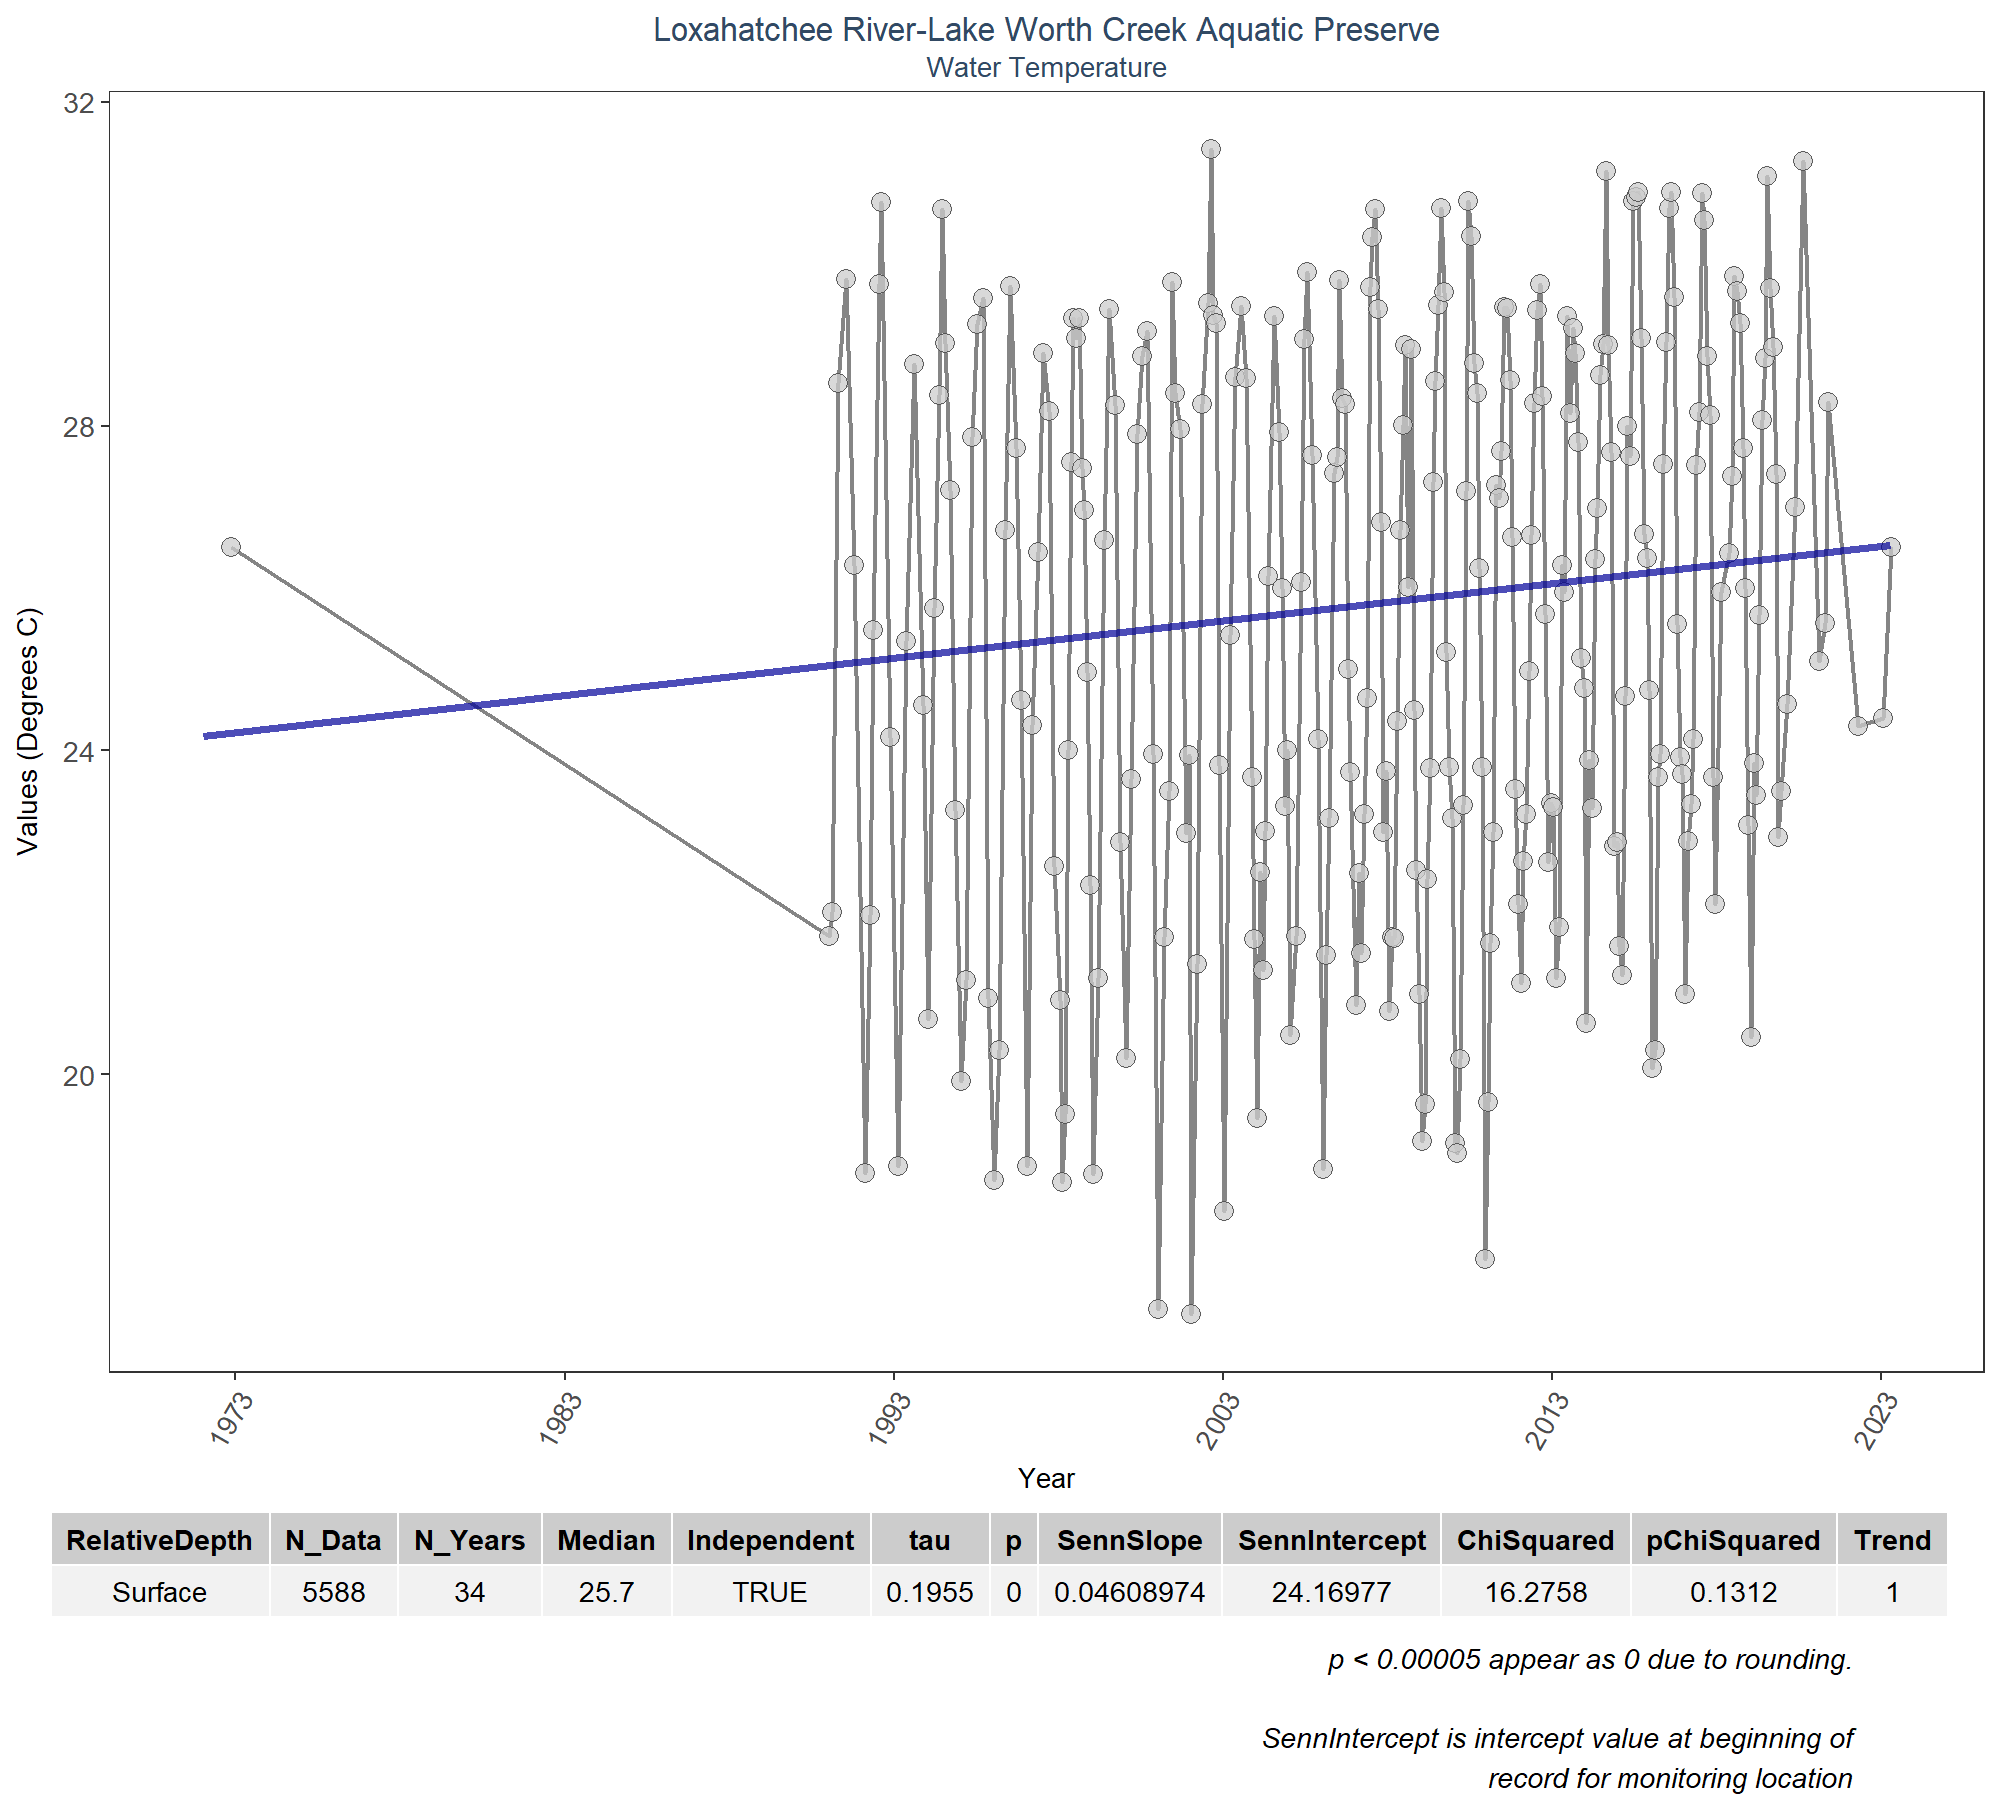 Loxahatchee River-Lake Worth Creek Aquatic Preserve
Water Temperature
Values (Degrees C)
32
28
24
20
1973
1983
1993
2003
2013
2023
Year
RelativeDepth N_Data N_Years Median Independent tau p SennSlope SennIntercept ChiSquared pChiSquared Trend
Surface 5588 34 25.7 TRUE 0.1955 0 0.04608974 24.16977 16.2758 0.1312 1
p < 0.00005 appear as 0 due to rounding.
SennIntercept is intercept value at beginning of
record for monitoring location